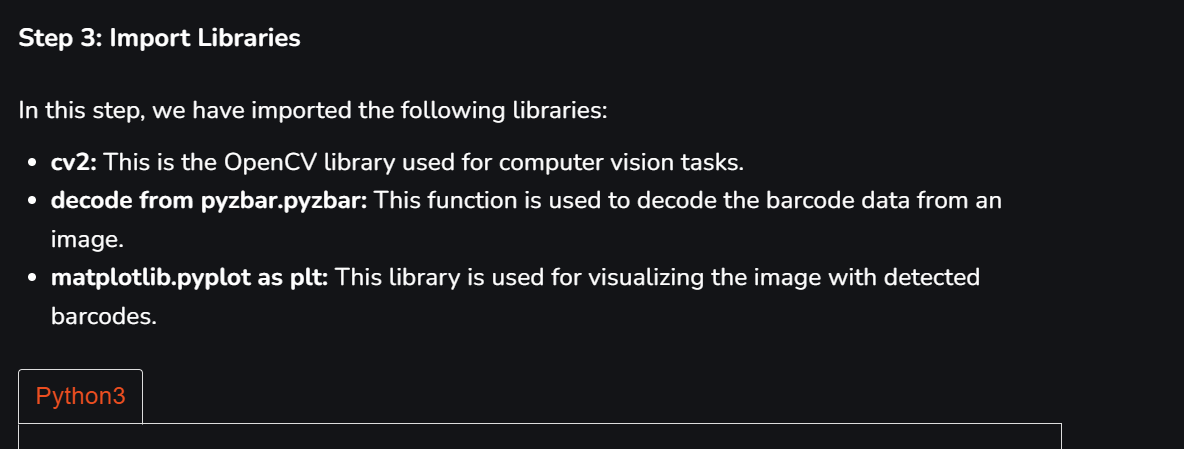 Step 3: Import Libraries
In this step, we have imported the following libraries:
• cv2: This is the OpenCV library used for computer vision tasks.
• decode from pyzbar.pyzbar: This function is used to decode the barcode data from an
image.
• matplotlib.pyplot as plt: This library is used for visualizing the image with detected
barcodes.
Python3